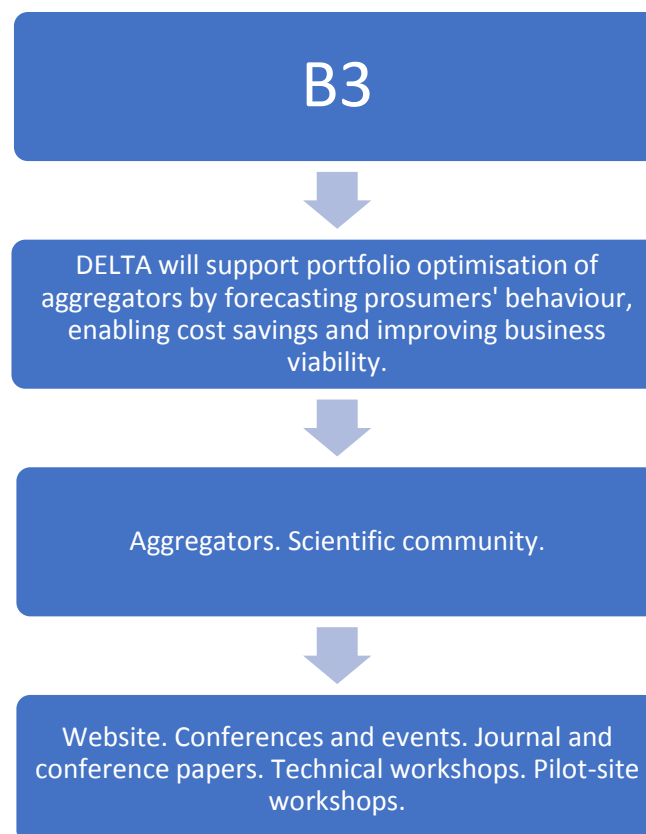 B3
DELTA will support portfolio optimisation of
aggregators by forecasting prosumers' behaviour,
enabling cost savings and improving business
viability.
Aggregators. Scientific community.
Website. Conferences and events. Journal and
conference papers. Technical workshops. Pilot-site
workshops.